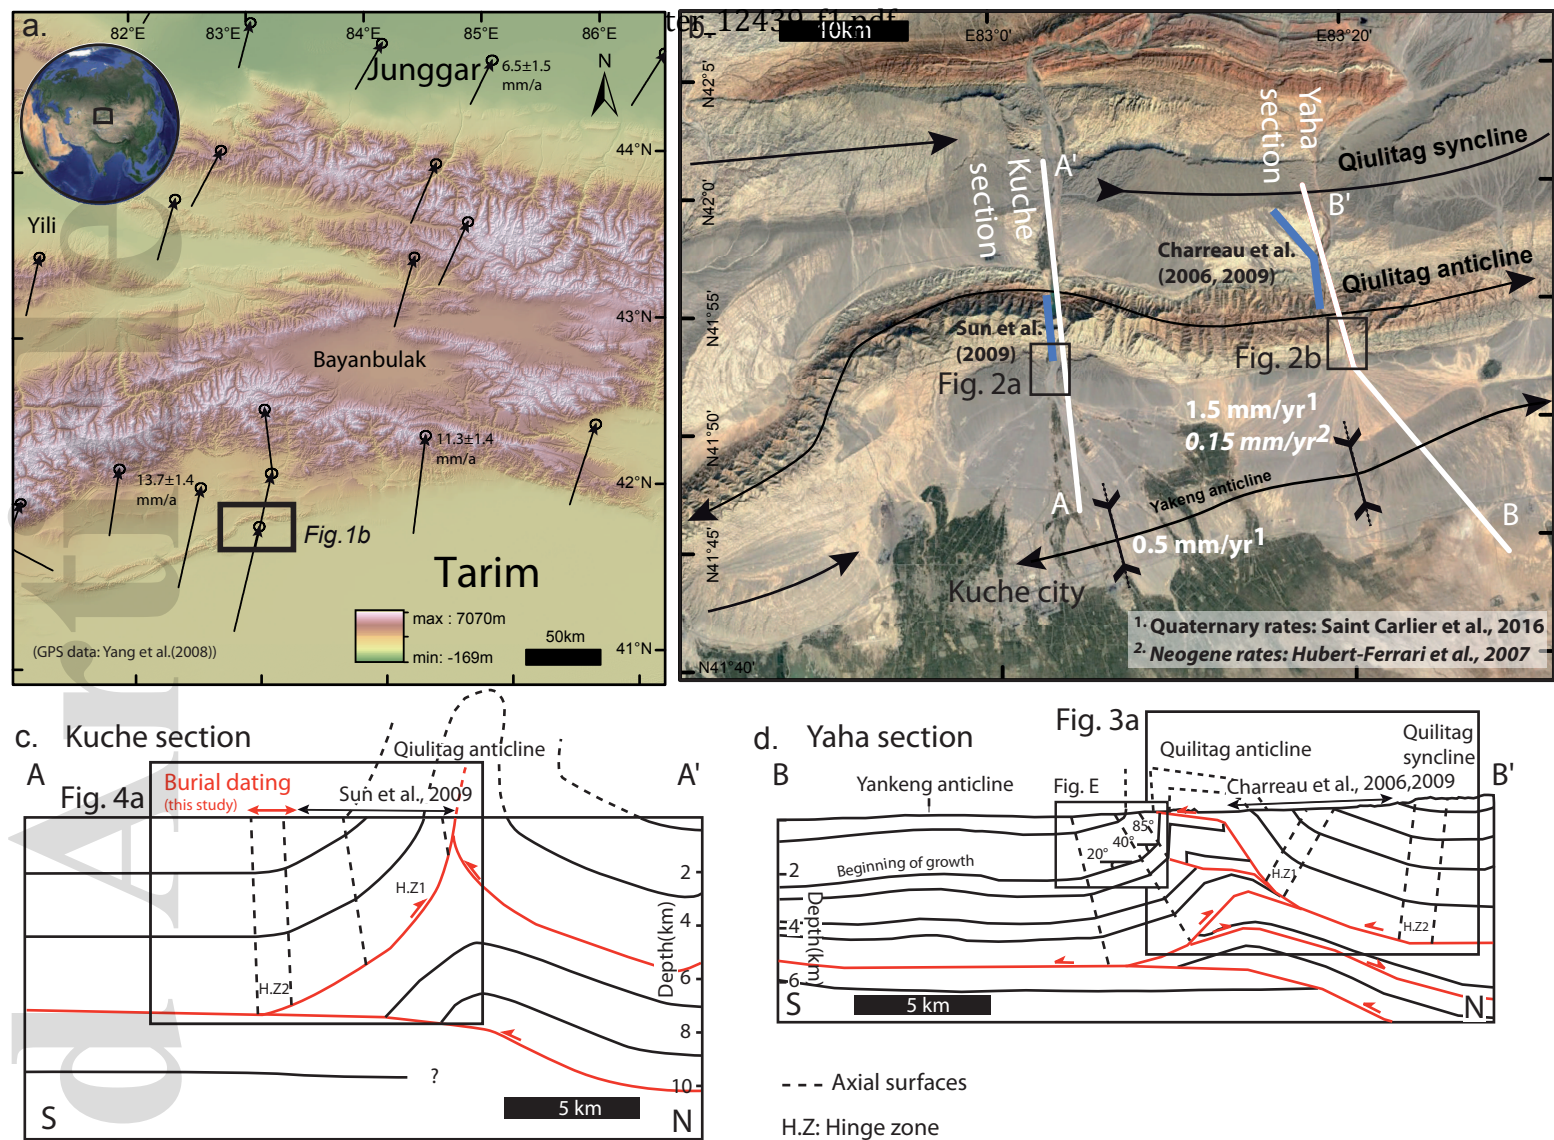 ter_12439_f1.pdf
a.
82°E
83°E
84°E
85°E
86°E
Junggar
6.5±1.5
mm/a
N
44°N
Yili
43°N
Bayanbulak
11.3±1.4
mm/a
13.7±1.4
mm/a
42°N
Fig.1b
Tarim
max : 7070m
min: -169m
50km
41°N
(GPS data: Yang et al.(2008))
b.
10km
E83°0'
E83°20'
N42°5'
N42°0'
N41°55'
N41°50'
N41°45'
N41°40'
Yaha
section
Kuche
section
A'
B'
Qiulitag syncline
Charreau et al.
(2006, 2009)
Qiulitag anticline
Sun et al.
(2009)
Fig. 2a
Fig. 2b
1.5 mm/yr1
0.15 mm/yr2
Yakeng anticline
A
B
0.5 mm/yr1
Kuche city
1. Quaternary rates: Saint Carlier et al., 2016
2. Neogene rates: Hubert-Ferrari et al., 2007
c. Kuche section
A
A'
Qiulitag anticline
Fig. 4a
Burial dating
(this study)
Sun et al., 2009
H.Z1
H.Z2
2
4
6
8
10
Depth(km)
?
S
5 km
N
d. Yaha section
B
B'
Fig. 3a
Yankeng anticline
Quilitag anticline
Quilitag
syncline
Fig. E
Charreau et al., 2006,2009
85°
40°
20°
Beginning of growth
H.Z1
H.Z2
2
4
6
Depth(km)
S
5 km
N
Axial surfaces
H.Z: Hinge zone
d Article